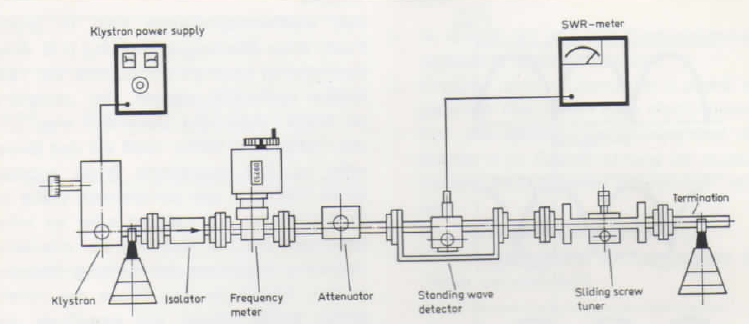 Klystron power supply
SWR-meter
Termination
Klystron
Isolator
Frequency
meter
Attenuator
Standing wave
detector
Sliding screw
tuner